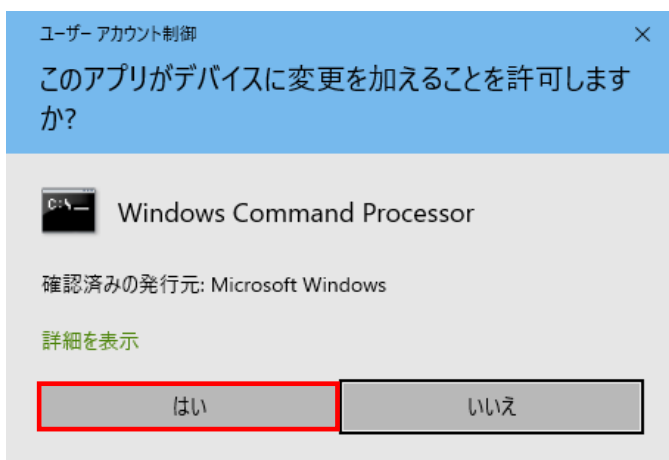 ユーザー アカウント制御
このアプリがデバイスに変更を加えることを許可します
か?
C:\
Windows Command Processor
確認済みの発行元: Microsoft Windows
詳細を表示
はい
いいえ